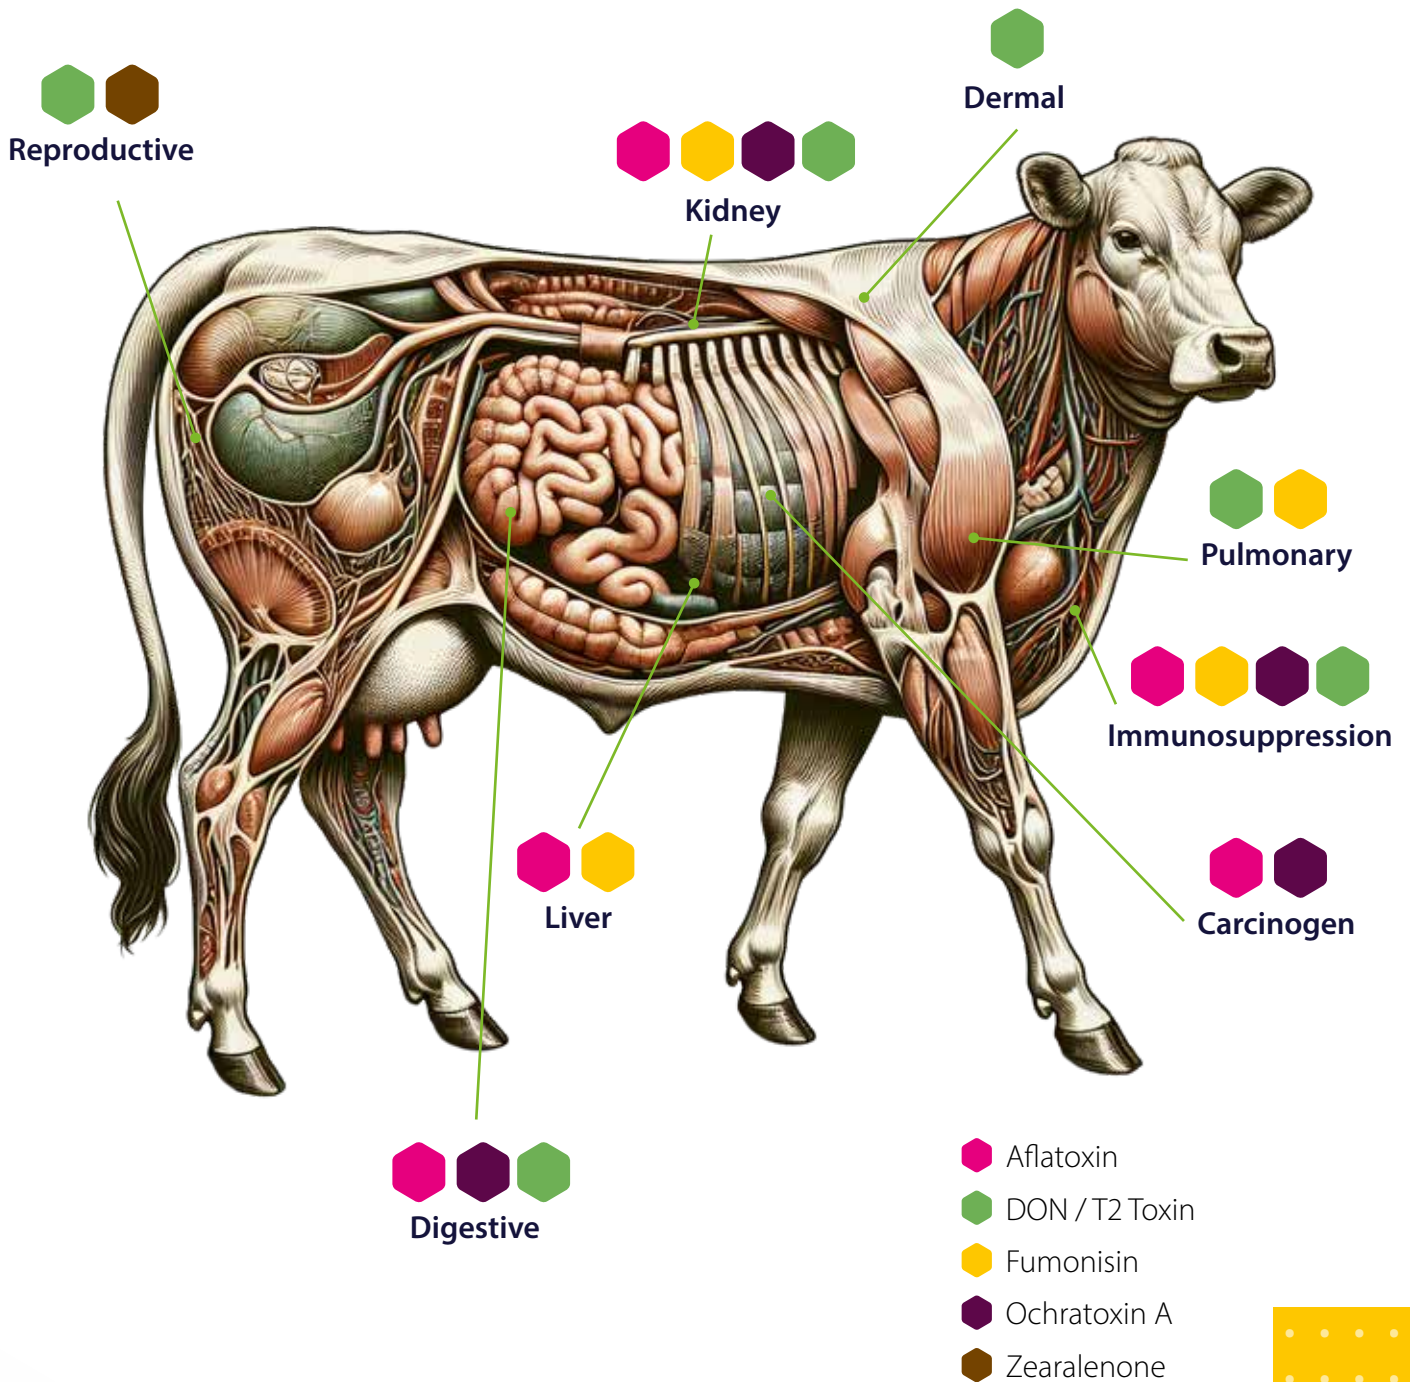 Dermal
Reproductive
Kidney
Pulmonary
Immunosuppression
Liver
Carcinogen
Digestive
Aflatoxin
DON / T2 Toxin
Fumonisin
Ochratoxin A
Zearalenone